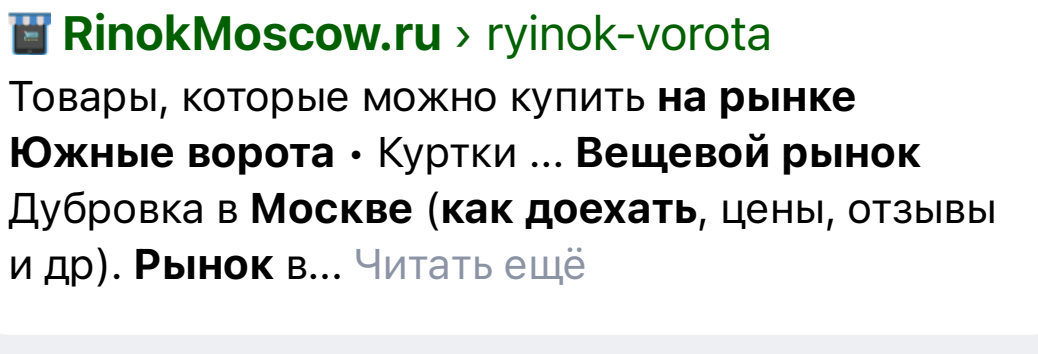 RinokMoscow.ru › ryinok-vorota
Товары, которые можно купить на рынке
Южные ворота · Куртки ... Вещевой рынок
Дубровка в Москве (как доехать, цены, отзывы
и др). Рынок в... Читать ещё